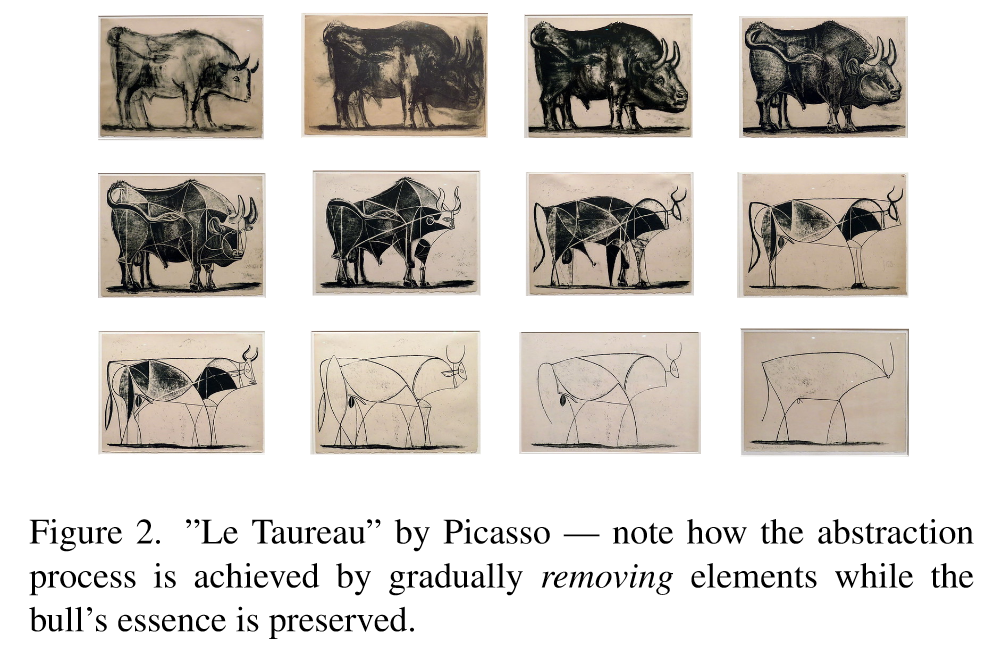 Figure 2. ”Le Taureau” by Picasso — note how the abstraction
process is achieved by gradually removing elements while the
bull’s essence is preserved.